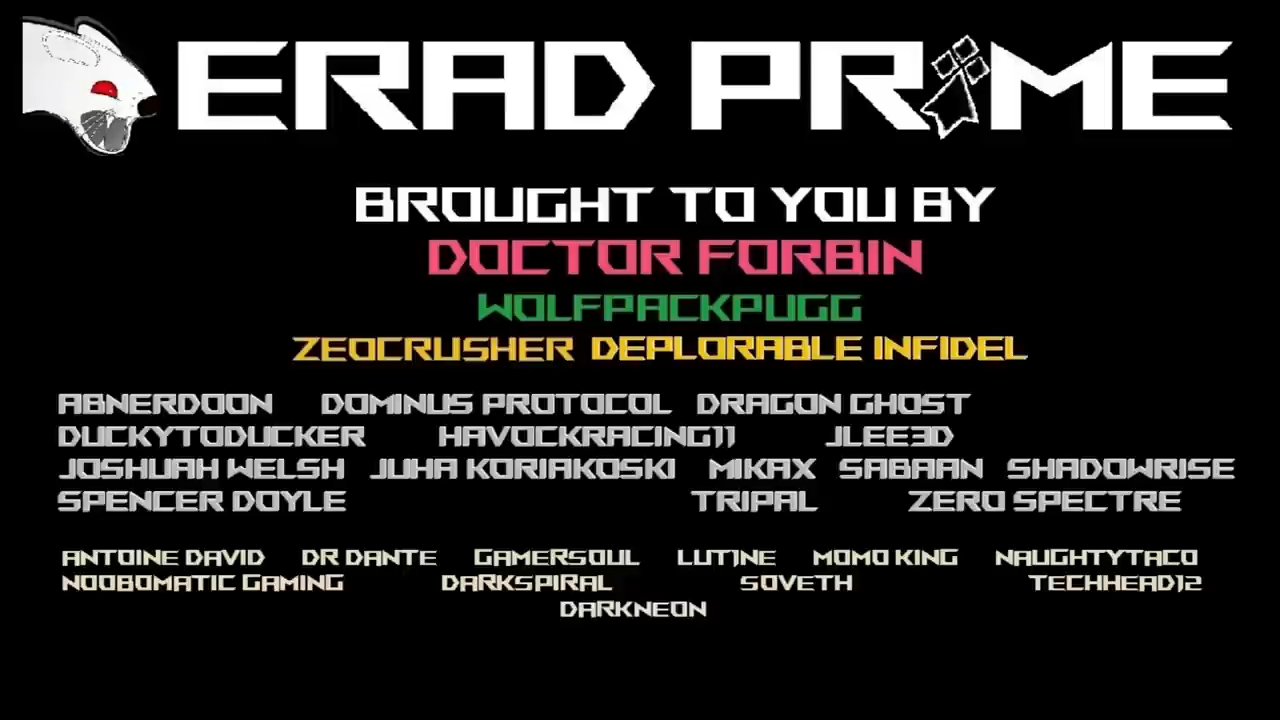 ERAD PRIME
BROUGHT TO YOU BY
DOCTOR FORBIN
WOLFPACKPUGG
ZEOCRUSHER DEPLORABLE INFIDEL
ABNERDOON DOMINUS PROTOCOL DRAGON GHOST
DUCKYTODUCKER HAVOCKRACING11 JLEE3D
JOSHUAH WELSH JUHA KORIAKOSKI MIKAX SABAAN SHADOWRISE
SPENCER DOYLE TRIPAL ZERO SPECTRE
ANTOINE DAVID DR DANTE GAMERSOUL LUT1NE MOMO KING NAUGHTYTACO
NOOBOMATIC GAMING DARKSPIRAL SOVETH TECHHEAD12
DARKNEON